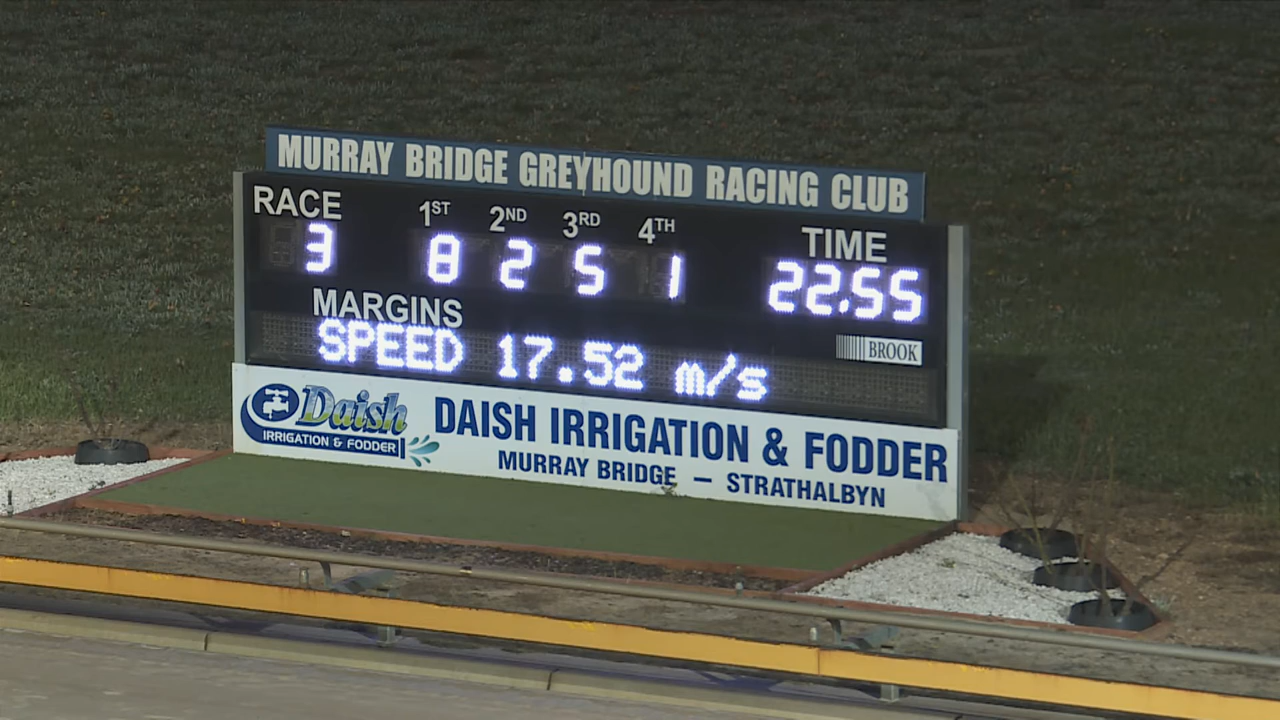 MURRAY BRIDGE GREYHOUND RACING CLUB
RACE 1ST 2ND 3RD 4TH TIME
3 8 2 5 1 22.55
MARGINS
BROOK
SPEED 17.52 m/s
Daish
IRRIGATION & FODDER
DAISH IRRIGATION & FODDER
MURRAY BRIDGE — STRATHALBYN